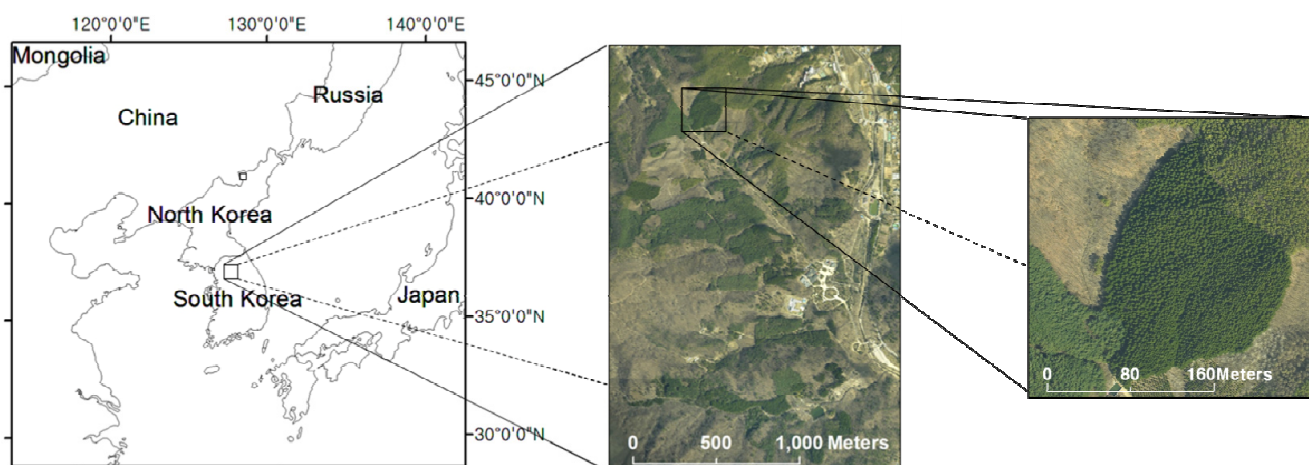 120°0'0"E 130°0'0"E 140°0'0"E
Mongolia
45°0'0"N
Russia
China
40°0'0"N
North Korea
South Korea
Japan
35°0'0"N
30°0'0"N
0 500 1,000 Meters
0 80 160Meters